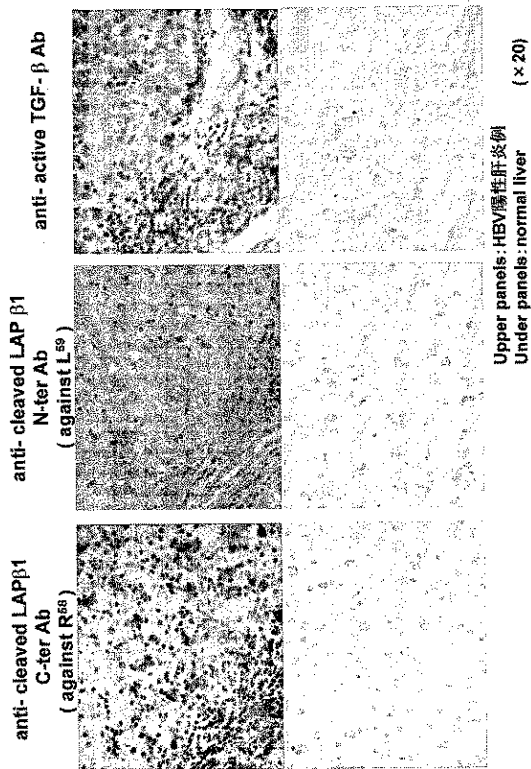 anti- cleaved LAPβ1
C-ter Ab
( against R⁵⁸)
anti- cleaved LAP β1
N-ter Ab
( against L⁵⁹)
anti- active TGF- β Ab
Upper panels:HBV陽性肝炎例
Under panels:normal liver
(×20)